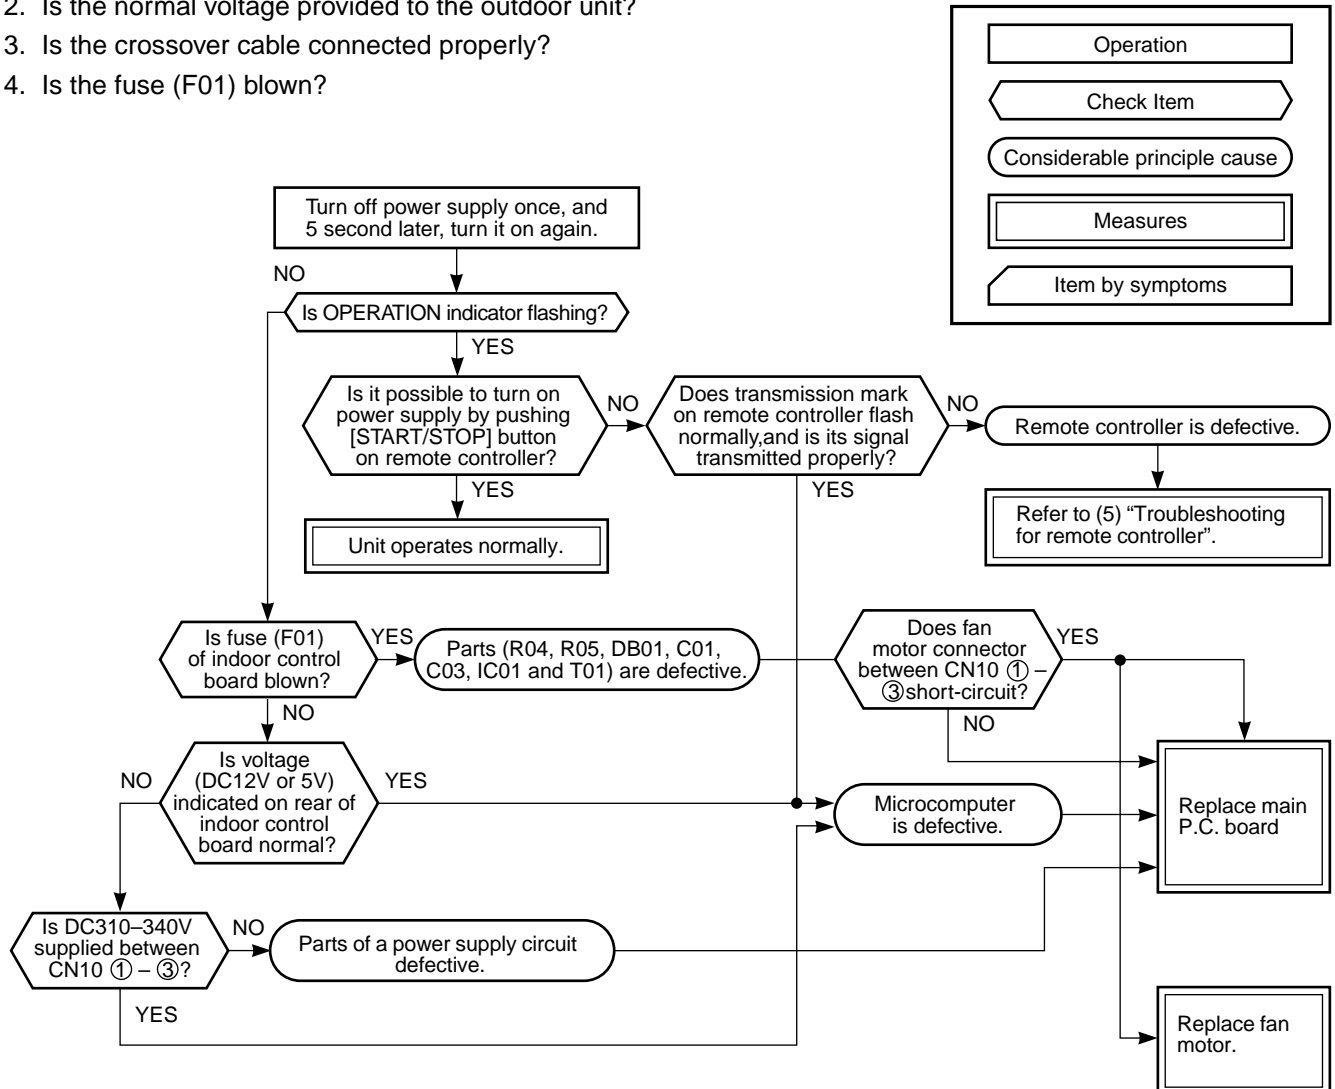 2. Is the normal voltage provided to the outdoor unit?
3. Is the crossover cable connected properly?
4. Is the fuse (F01) blown?
Operation
Check Item
Considerable principle cause
Measures
Item by symptoms
Turn off power supply once, and
5 second later, turn it on again.
NO
Is OPERATION indicator flashing?
YES
Is it possible to turn on
power supply by pushing
[START/STOP] button
on remote controller?
NO
Does transmission mark
on remote controller flash
normally,and is its signal
transmitted properly?
NO
Remote controller is defective.
YES
YES
Unit operates normally.
Refer to (5) “Troubleshooting
for remote controller”.
Is fuse (F01)
of indoor control
board blown?
YES
Parts (R04, R05, DB01, C01,
C03, IC01 and T01) are defective.
Does fan
motor connector
between CN10 ① –
③short-circuit?
YES
NO
NO
Is voltage
(DC12V or 5V)
indicated on rear of
indoor control
board normal?
NO
YES
Microcomputer
is defective.
Replace main
P.C. board
Is DC310–340V
supplied between
CN10 ① – ③?
NO
Parts of a power supply circuit
defective.
YES
Replace fan
motor.